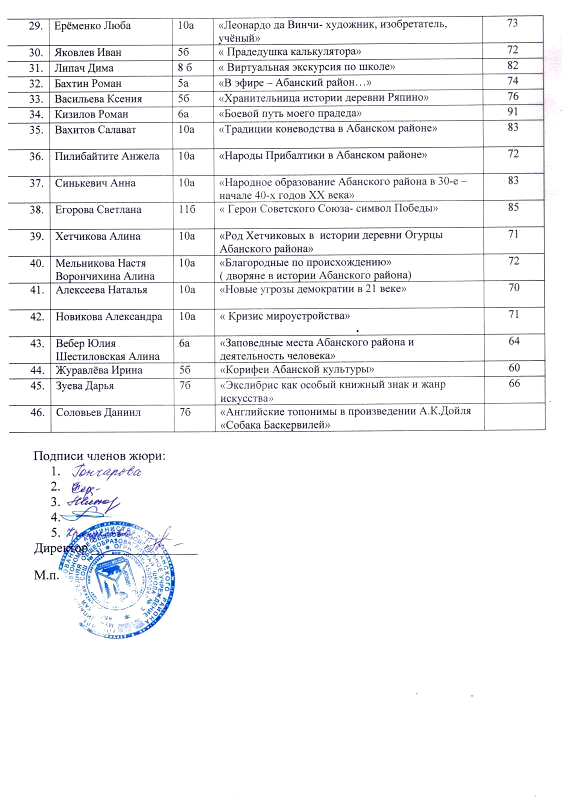 29. Ерёменко Люба 10а «Леонардо да Винчи- художник, изобретатель, 73
учёный»
30. Яковлев Иван 5б « Прадедушка калькулятора» 72
31. Липач Дима 8 б « Виртуальная экскурсия по школе» 82
32. Бахтин Роман 5а «В эфире – Абанский район…» 74
33. Васильева Ксения 5б «Хранительница истории деревни Ряпино» 76
34. Кизилов Роман 6а «Боевой путь моего прадеда» 91
35. Вахитов Салават 10а «Традиции коневодства в Абанском районе» 83
36. Пилибайтите Анжела 10а «Народы Прибалтики в Абанском районе» 72
37. Синькевич Анна 10а «Народное образование Абанского района в 30-е – 83
начале 40-х годов XX века»
38. Егорова Светлана 11б « Герои Советского Союза- символ Победы» 85
39. Хетчикова Алина 10а «Род Хетчиковых в истории деревни Огурцы 71
Абанского района»
40. Мельникова Настя 10а «Благородные по происхождению» 72
Ворончихина Алина ( дворяне в истории Абанского района)
41. Алексеева Наталья 10а «Новые угрозы демократии в 21 веке» 70
42. Новикова Александра 10а « Кризис мироустройства» 71
43. Вебер Юлия 6а «Заповедные места Абанского района и 64
Шестиловская Алина деятельность человека»
44. Журавлёва Ирина 5б «Корифеи Абанской культуры» 60
45. Зуева Дарья 7б «Экслибрис как особый книжный знак и жанр 66
искусства»
46. Соловьев Даниил 7б «Английские топонимы в произведении А.К.Дойля
«Собака Баскервилей»
Подписи членов жюри:
1. Гончарова
2.
3.
4.
5.
Директор
М.п.